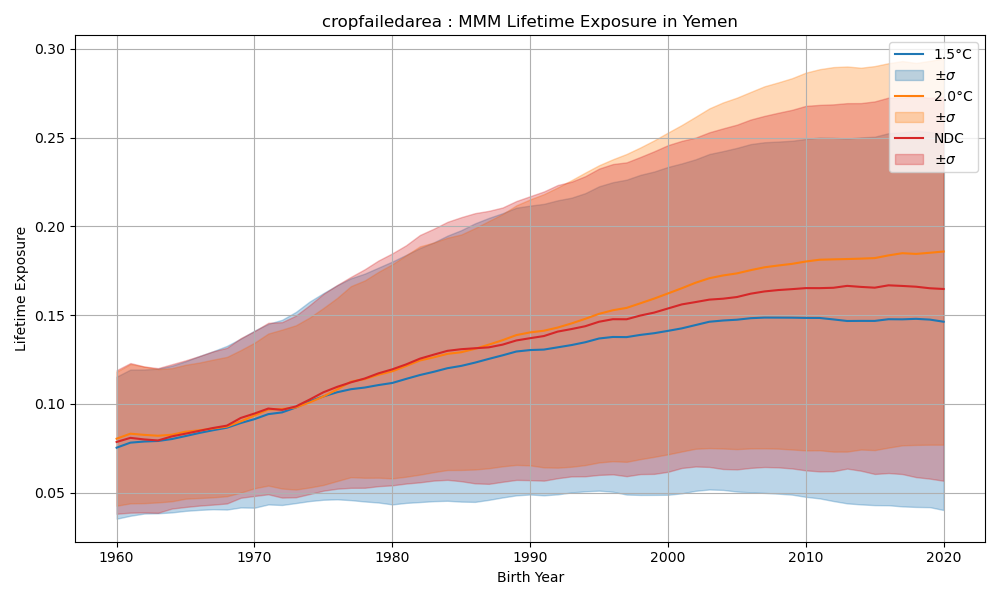 cropfailedarea : MMM Lifetime Exposure in Yemen
0.30
0.25
0.20
0.15
0.10
0.05
Lifetime Exposure
1960
1970
1980
1990
2000
2010
2020
Birth Year
1.5°C
±σ
2.0°C
±σ
NDC
±σ